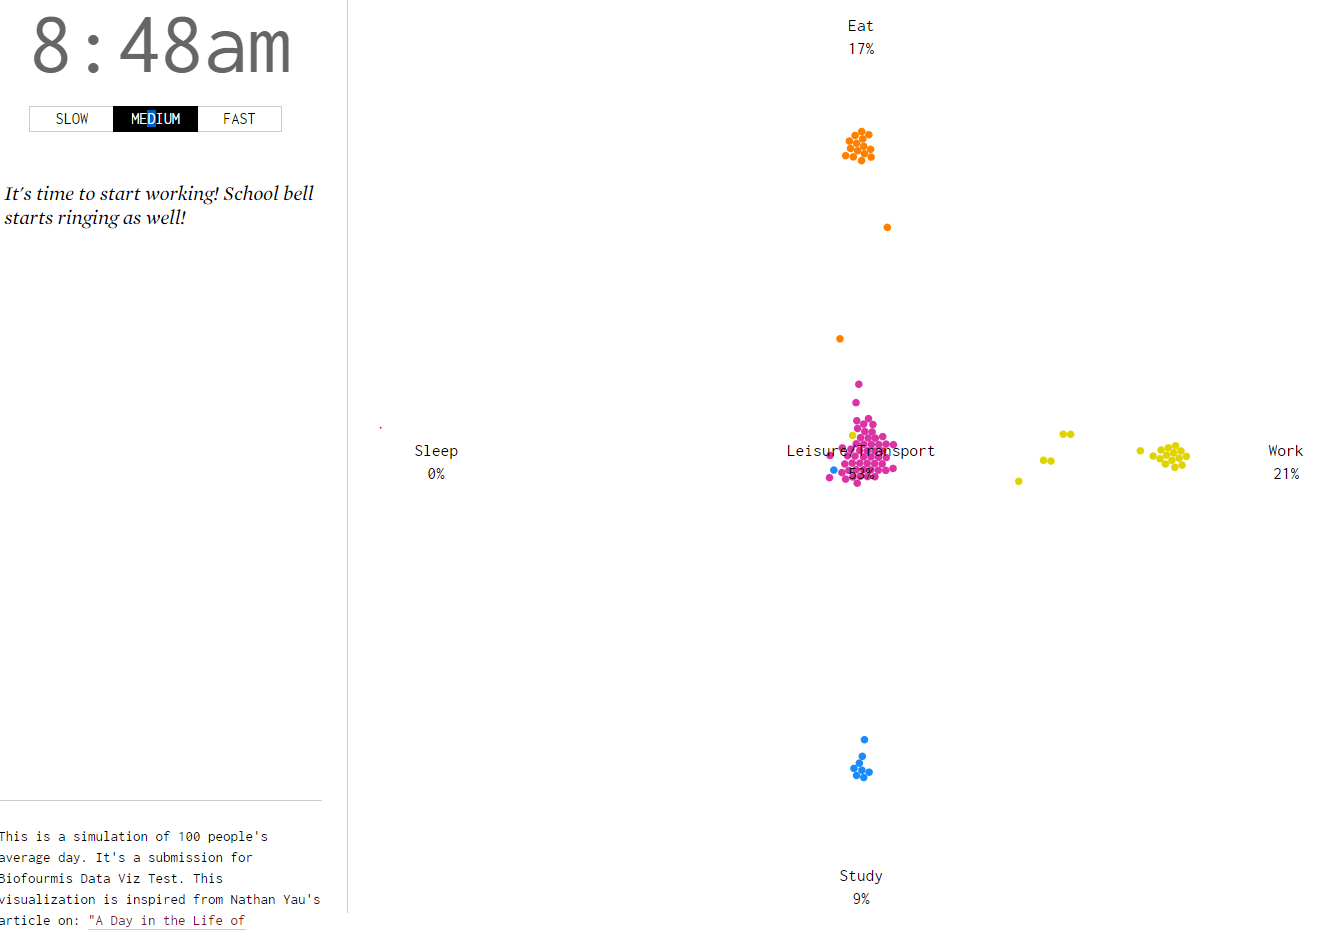 8:48am
SLOW MEDIUM FAST
It's time to start working! School bell
starts ringing as well!
Eat
17%
Sleep
0%
Leisure/Transport
53%
Work
21%
Study
9%
This is a simulation of 100 people's
average day. It's a submission for
Biofourmis Data Viz Test. This
visualization is inspired from Nathan Yau's
article on: "A Day in the Life of